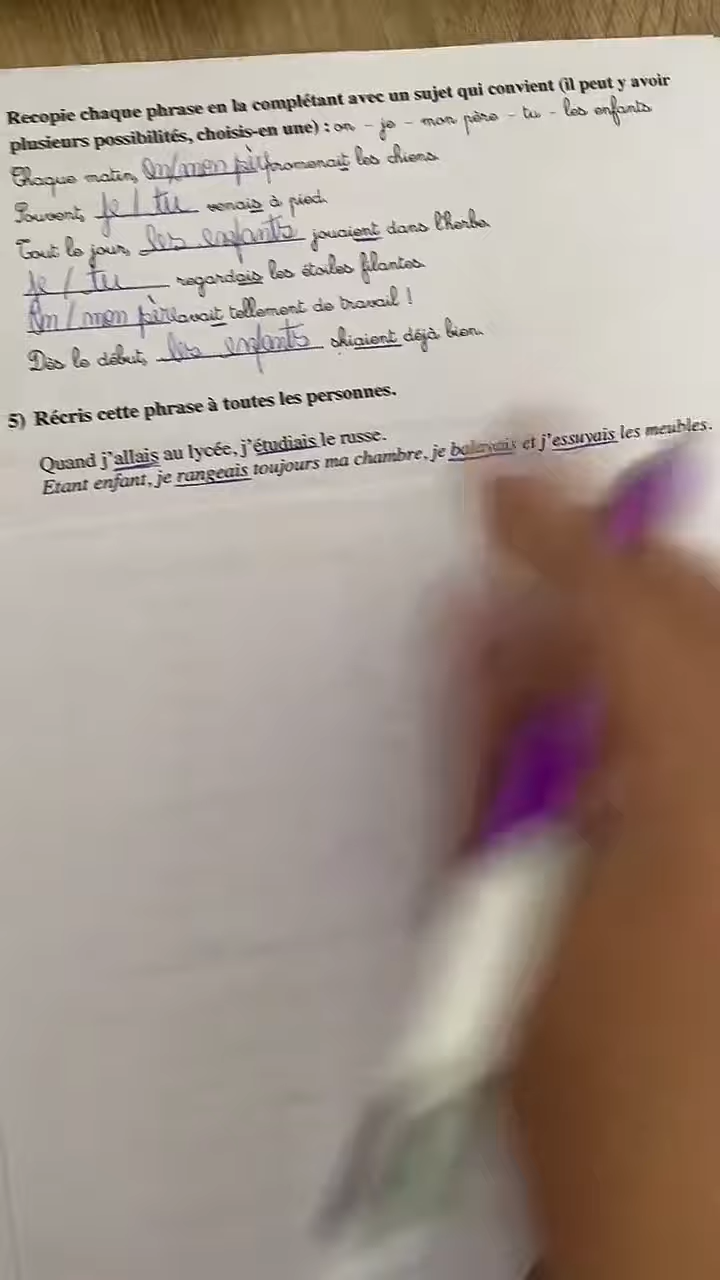 Recopie chaque phrase en la complétant avec un sujet qui convient (il peut y avoir
plusieurs possibilités, choisis-en une) : on - je - mon père - tu - les enfants
Chaque matin, On/mon père promenait les chiens.
Souvent, je / tu venais à pied.
Tout le jour, les enfants jouaient dans l'herbe.
Je / tu regardais les étoiles filantes.
On / mon père avait tellement de travail !
Dès le début, les enfants skiaient déjà bien.
5) Récris cette phrase à toutes les personnes.
Quand j'allais au lycée, j'étudiais le russe.
Etant enfant, je rangeais toujours ma chambre, je balayais et j'essuyais les meubles.